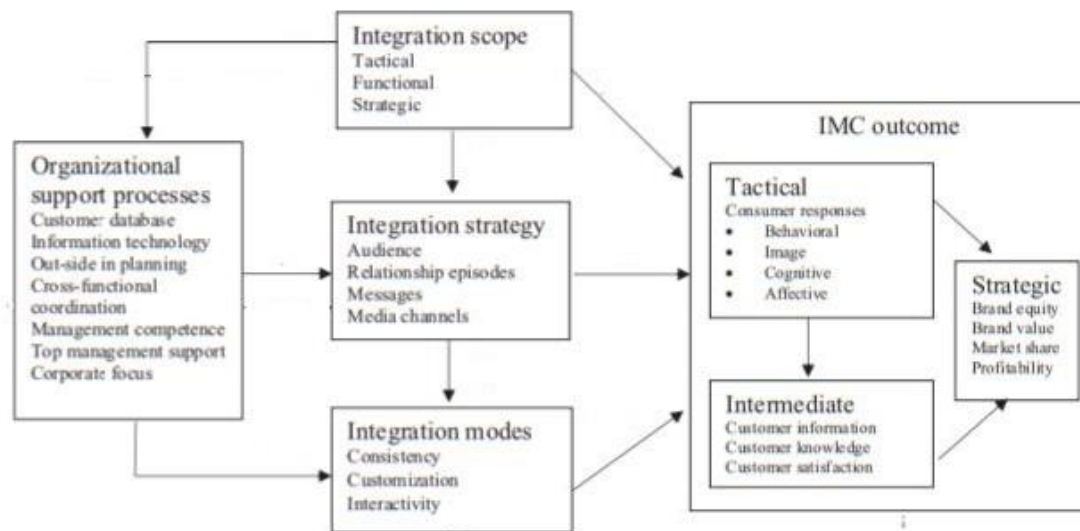 Integration scope
Tactical
Functional
Strategic
Organizational
support processes
Customer database
Information technology
Out-side in planning
Cross-functional
coordination
Management competence
Top management support
Corporate focus
Integration strategy
Audience
Relationship episodes
Messages
Media channels
Integration modes
Consistency
Customization
Interactivity
IMC outcome
Tactical
Consumer responses
• Behavioral
• Image
• Cognitive
• Affective
Intermediate
Customer information
Customer knowledge
Customer satisfaction
Strategic
Brand equity
Brand value
Market share
Profitability